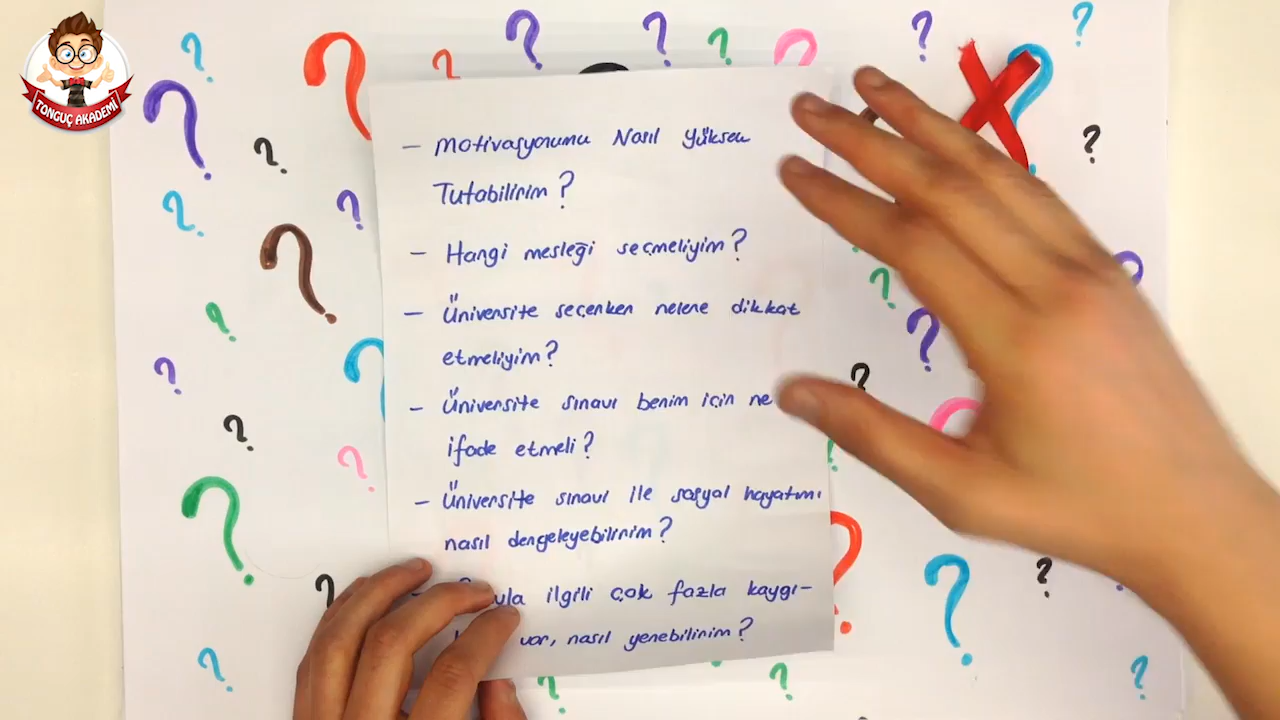 TONGUÇ AKADEMİ
– Motivasyonumu Nasıl Yüksek
Tutabilirim?
– Hangi mesleği seçmeliyim?
– Üniversite seçerken nelere dikkat
etmeliyim?
– Üniversite sınavı benim için ne
ifade etmeli?
– Üniversite sınavı ile sosyal hayatımı
nasıl dengeleyebilirim?
ilgili çok fazla kaygı-
var, nasıl yenebilirim?